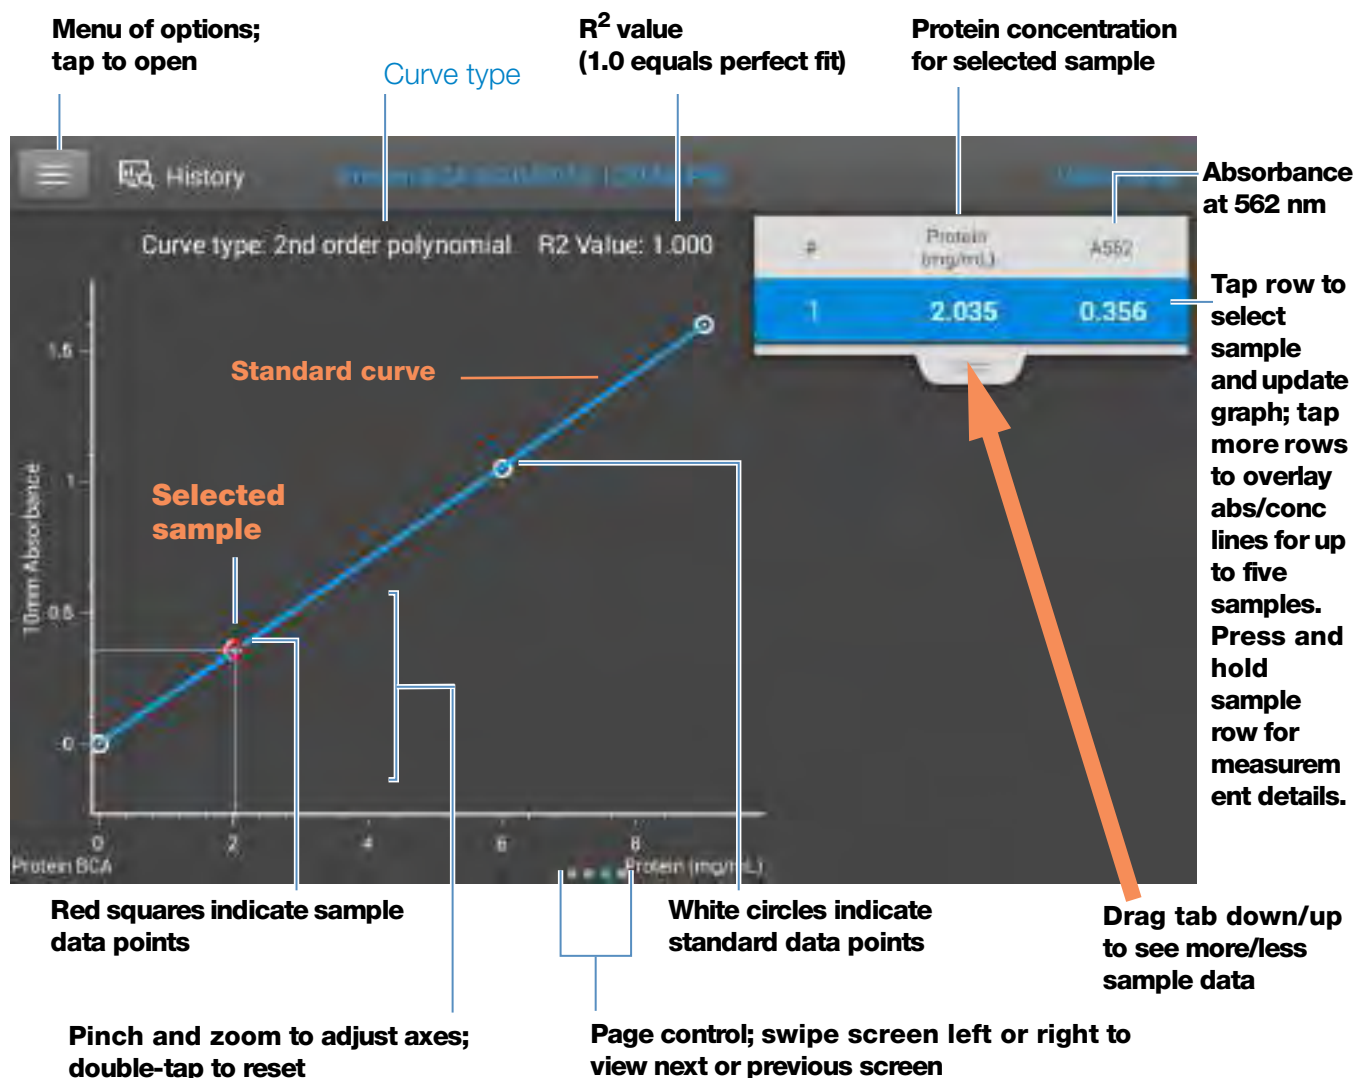 Menu of options;
tap to open
Curve type
R2 value
(1.0 equals perfect fit)
Protein concentration
for selected sample
History
Absorbance
at 562 nm
Curve type: 2nd order polynomial R2 Value: 1.000
# Protein
(mg/mL) A562
1 2.035 0.356
Tap row to
select
sample
and update
graph; tap
more rows
to overlay
abs/conc
lines for up
to five
samples.
Press and
hold
sample
row for
measurem
ent details.
Standard curve
Selected
sample
10mm Absorbance
1.5
1
0.5
0
0 2 4 6 8
Protein BCA
Protein (mg/mL)
Red squares indicate sample
data points
White circles indicate
standard data points
Drag tab down/up
to see more/less
sample data
Pinch and zoom to adjust axes;
double-tap to reset
Page control; swipe screen left or right to
view next or previous screen